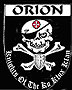 ORION
Knights Of The Ku Klux Klan